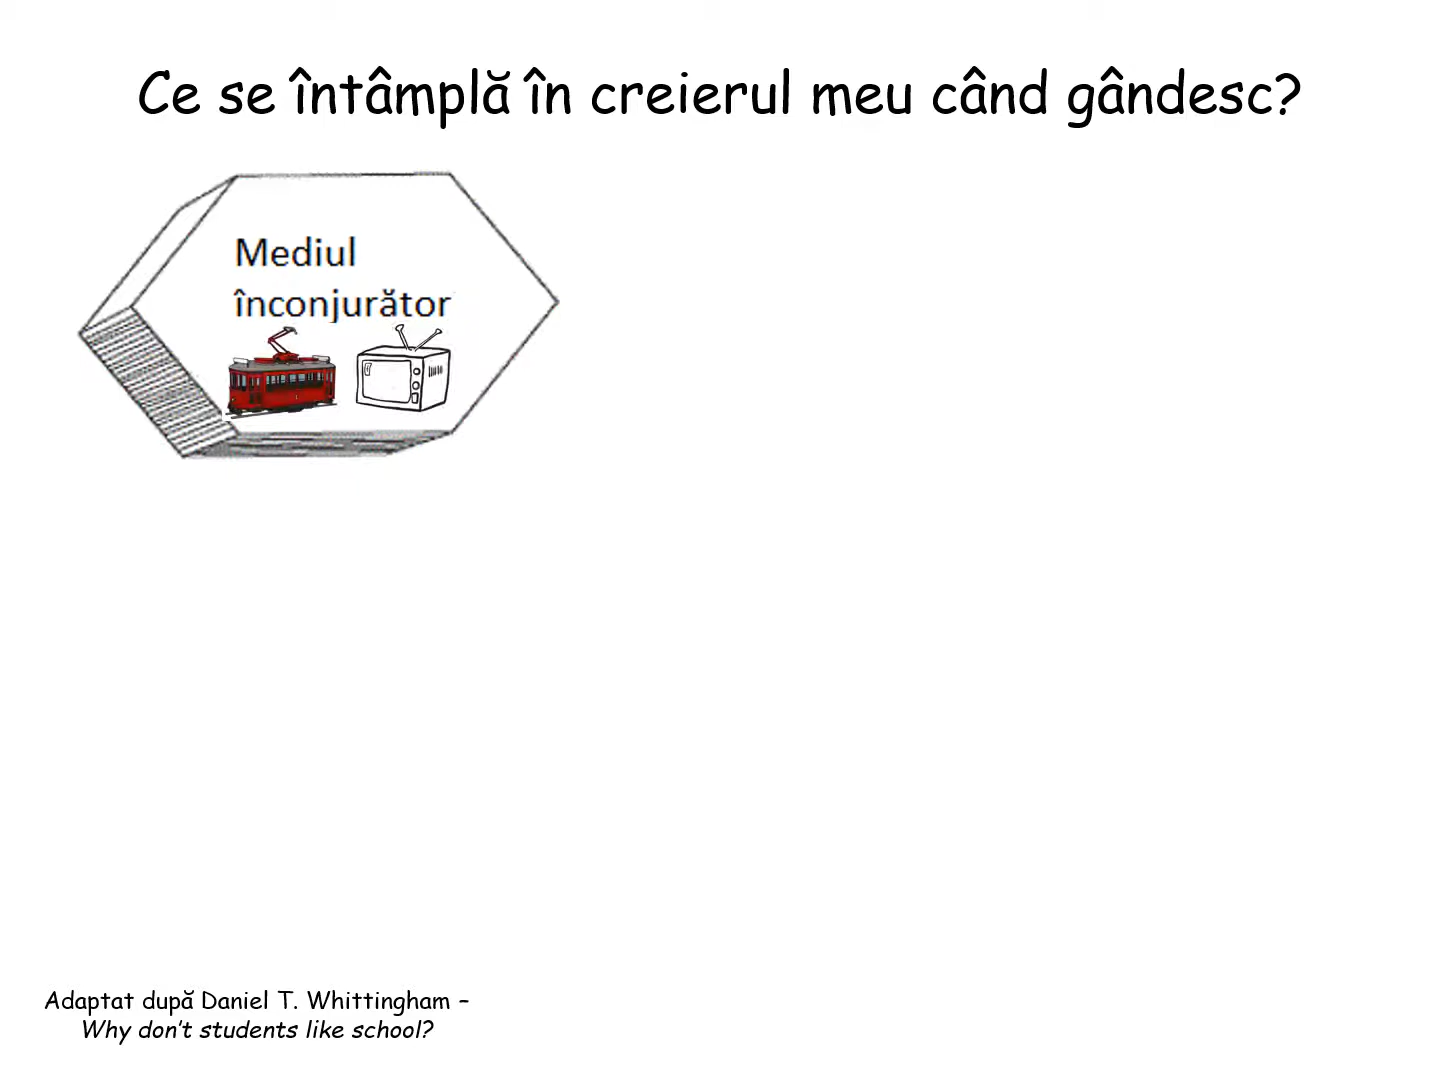 Ce se întâmplă în creierul meu când gândesc?
Mediul
înconjurător
Adaptat după Daniel T. Whittingham –
Why don’t students like school?